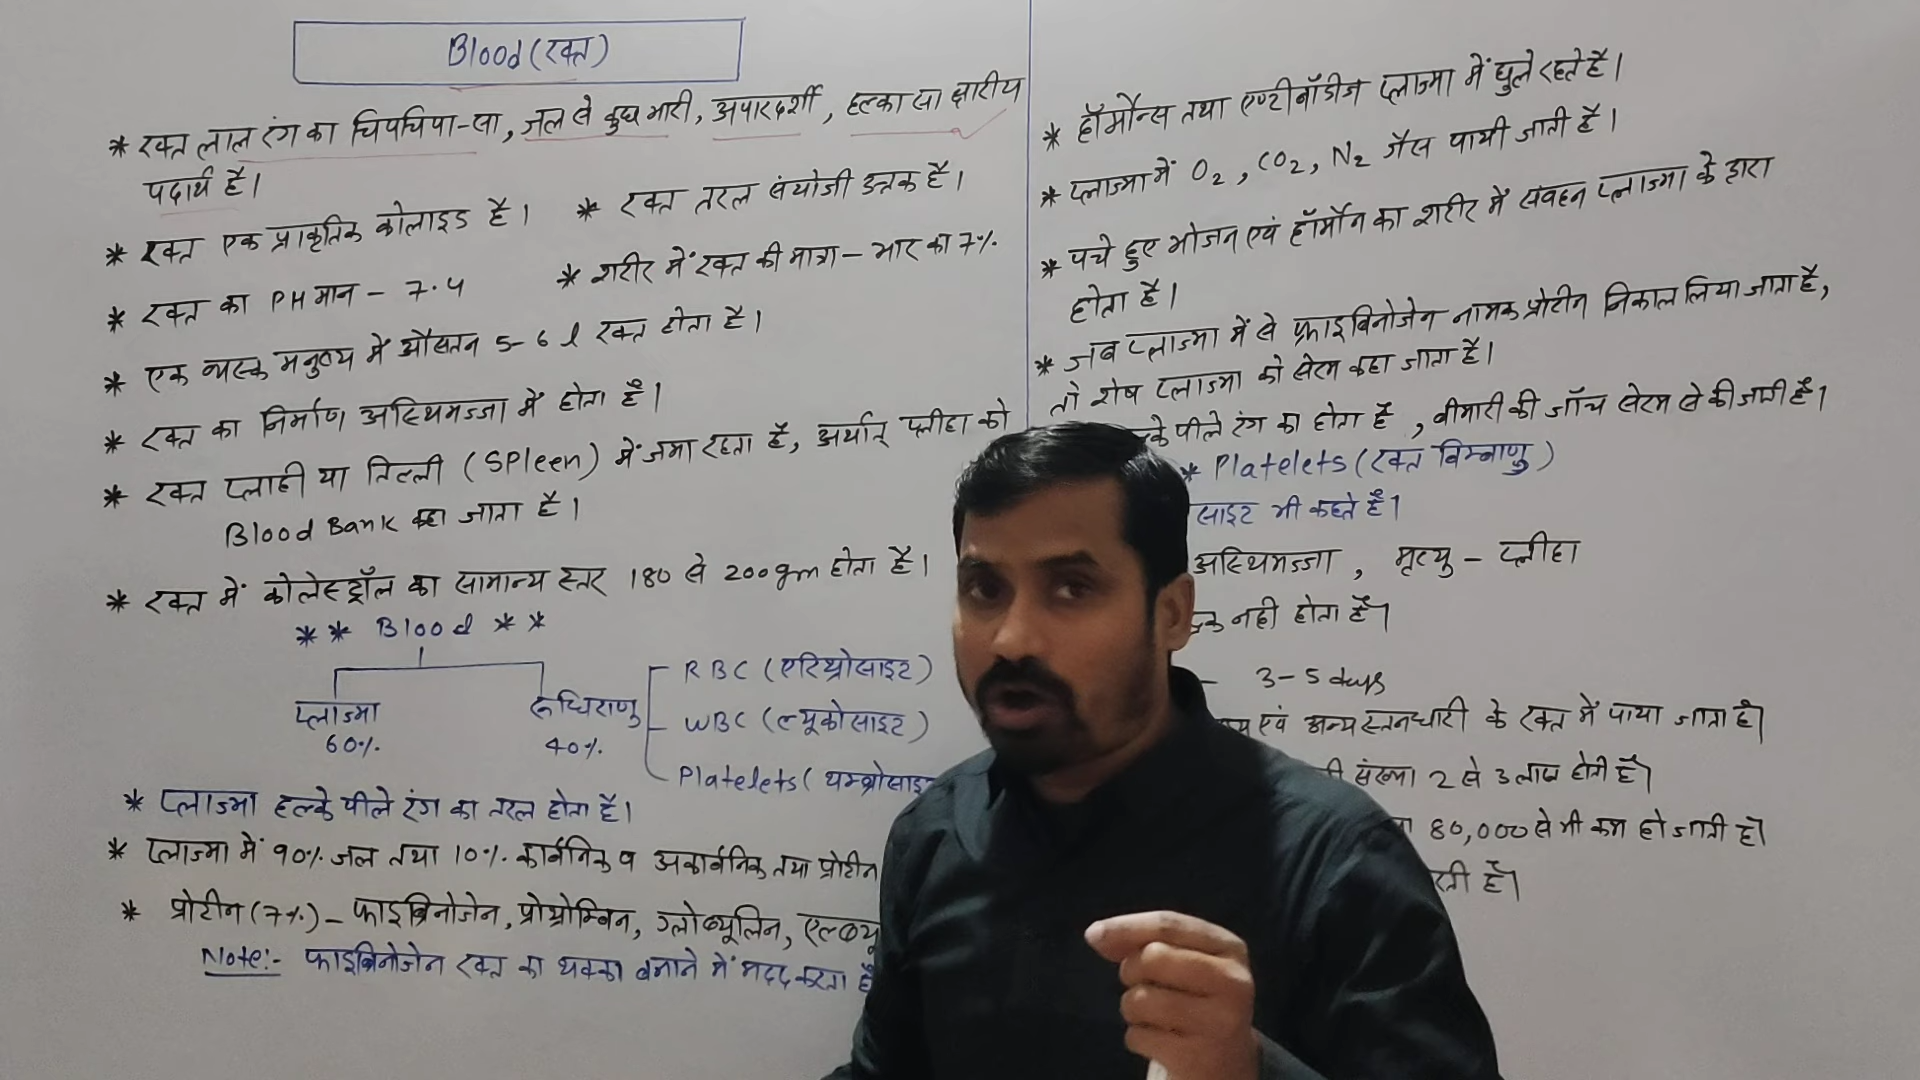 Blood (रक्त)
* रक्त लाल रंग का चिपचिपा-सा, जल से कुछ भारी, अपारदर्शी, हल्का सा क्षारीय
पदार्थ है।
* रक्त एक प्राकृतिक कोलाइड है। * रक्त तरल संयोजी उत्तक है।
* रक्त का PH मान - 7.4 * शरीर में रक्त की मात्रा - भार का 7%
* एक व्यस्क मनुष्य में औसतन 5-6 l रक्त होता है।
* रक्त का निर्माण अस्थिमज्जा में होता है।
* रक्त प्लाही या तिल्ली (SPleen) में जमा रहता है, अर्थात् प्लीहा को
Blood Bank कहा जाता है।
* रक्त में कोलेस्ट्रॉल का सामान्य स्तर 180 से 200gm होता है।
** Blood **
प्लाज्मा रूधिराणु
60% 40%
RBC (एरिथ्रोसाइट)
WBC (ल्यूकोसाइट)
Platelets (थम्ब्रोसाइट
* प्लाज्मा हल्के पीले रंग का तरल होता है।
* प्लाज्मा में 90% जल तथा 10% कार्बनिक व अकार्बनिक तथा प्रोटीन
* प्रोटीन (7%) - फाइब्रिनोजेन, प्रोथ्रोम्बिन, ग्लोब्यूलिन, एल्ब्यू
Note:- फाइब्रिनोजेन रक्त का थक्का बनाने में मदद करता है
* हॉर्मोन्स तथा एण्टीबॉडीज प्लाज्मा में घुले रहते है।
* प्लाज्मा में O2, CO2, N2 गैस पायी जाती है।
* पचे हुए भोजन एवं हॉर्मोन का शरीर में संवहन प्लाज्मा के द्वारा
होता है।
* जब प्लाज्मा में से फ्राइबिनोजेन नामक प्रोटीन निकाल लिया जाता है,
तो शेष प्लाज्मा को सेरम कहा जाता है।
के पीले रंग का होता है, बीमारी की जाँच सेरम से की जाती है।
* Platelets (रक्त बिम्बाणु)
साइट भी कहते है।
अस्थिमज्जा, मृत्यु - प्लीहा
नही होता है।
- 3-5 days
एवं अन्य स्तनधारी के रक्त में पाया जाता है।
संख्या 2 से 3 लाख होती है।
80,000 से भी कम हो जाती है।
है।